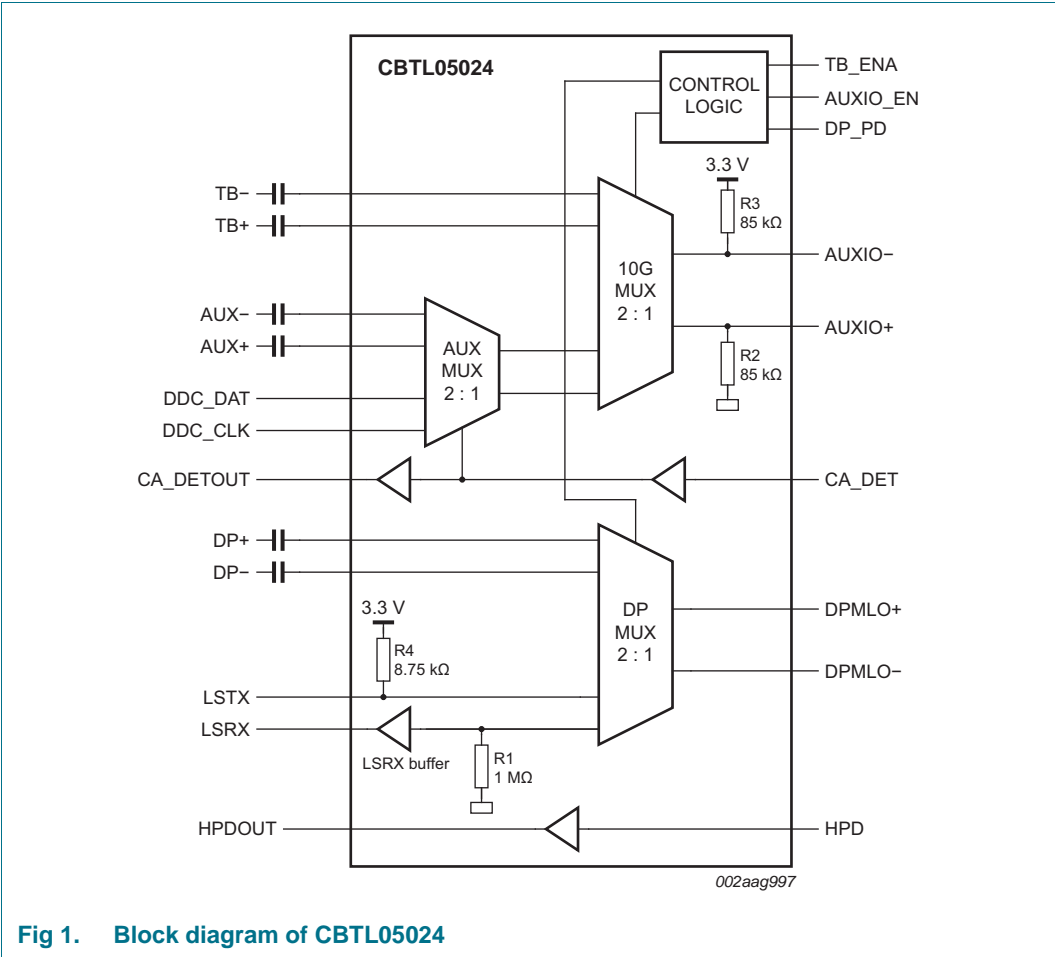 CBTL05024
CONTROL
LOGIC
TB_ENA
AUXIO_EN
DP_PD
3.3 V
R3
85 kΩ
TB−
TB+
10G
MUX
2 : 1
AUXIO−
AUX−
AUX+
AUXIO+
AUX
MUX
2 : 1
R2
85 kΩ
DDC_DAT
DDC_CLK
CA_DETOUT
CA_DET
DP+
DP−
3.3 V
R4
8.75 kΩ
DP
MUX
2 : 1
DPMLO+
DPMLO−
LSTX
LSRX
LSRX buffer
R1
1 MΩ
HPDOUT
HPD
002aag997
Fig 1. Block diagram of CBTL05024